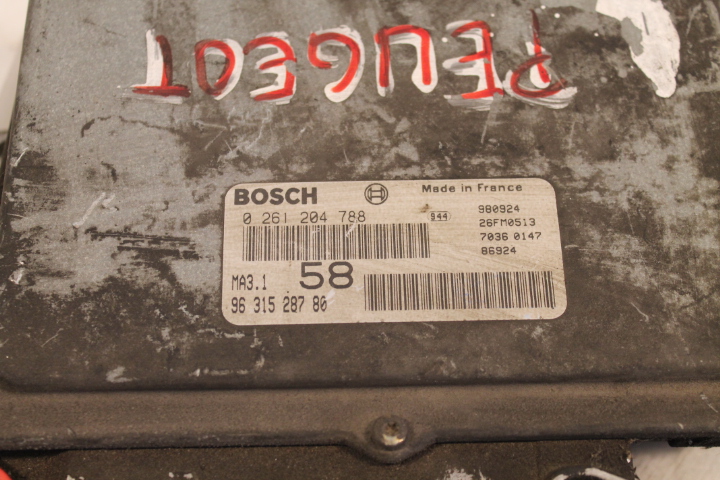 PEUGEOT
BOSCH Made in France
0 261 204 788 944 980924
26FM0513
7036 0147
86924
MA3.1 58
96 315 287 80